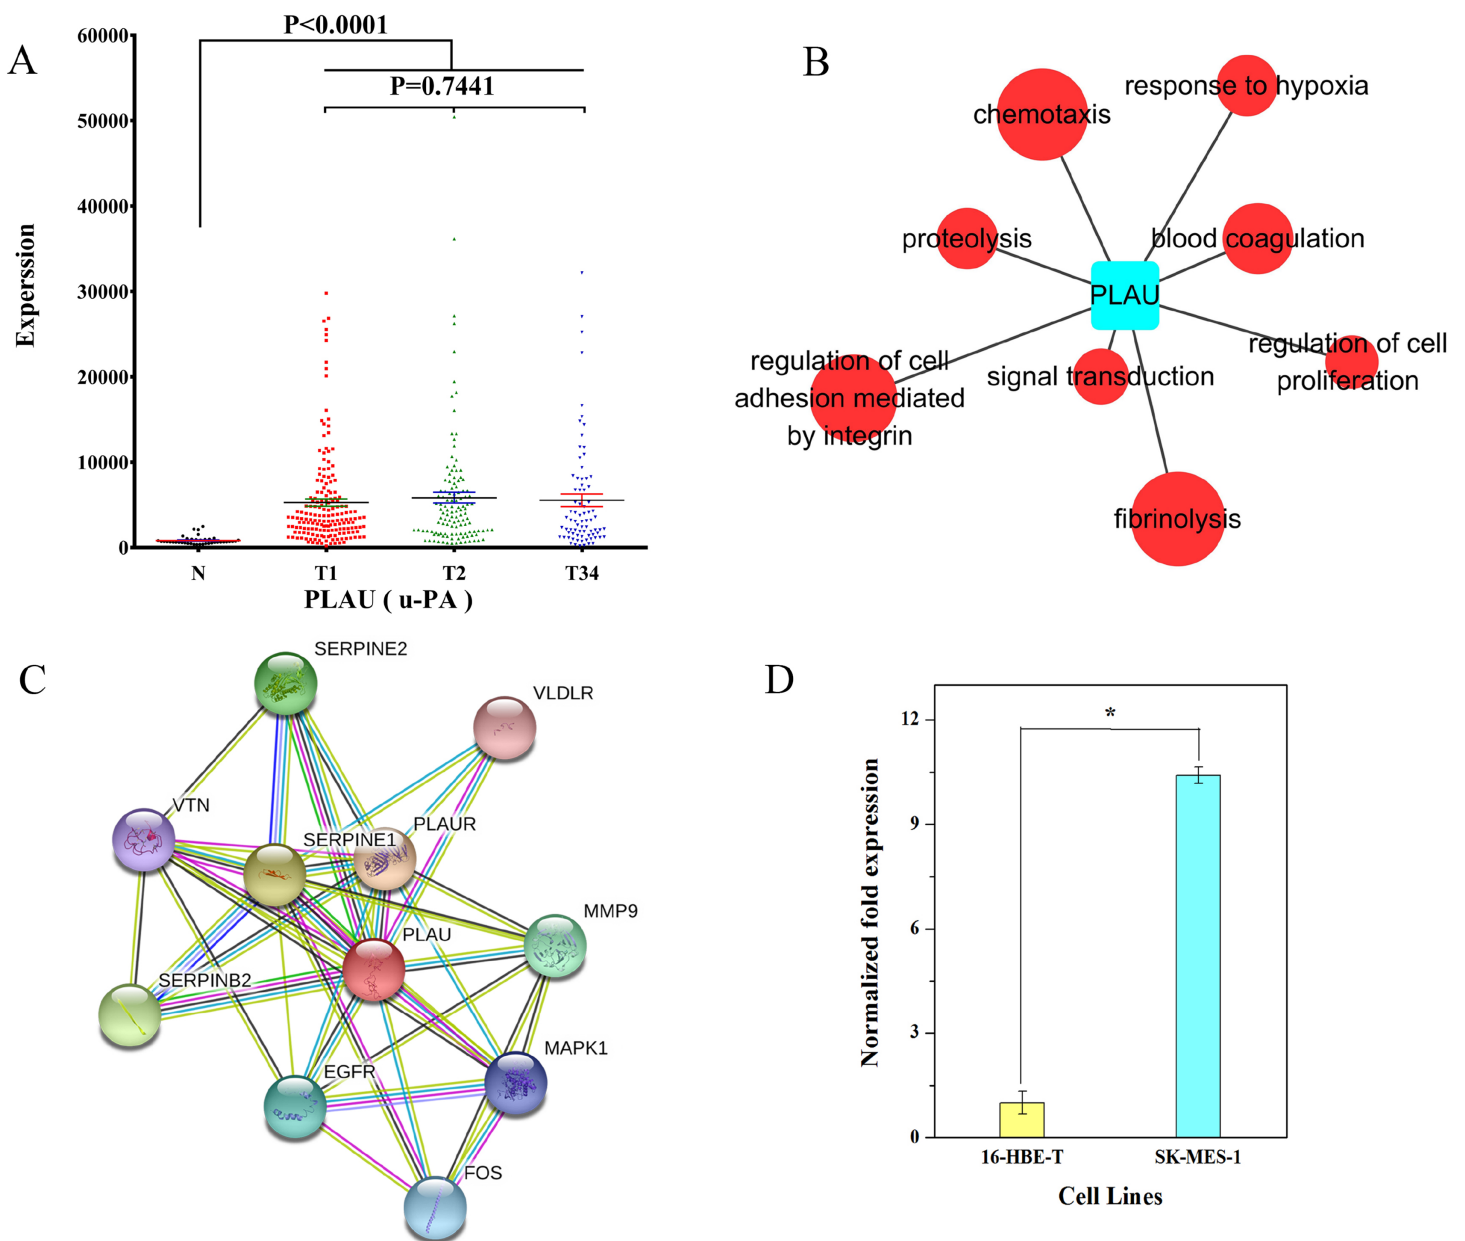 A
P<0.0001
P=0.7441
60000
50000
40000
30000
20000
10000
0
Experssion
N T1 T2 T34
PLAU ( u-PA )
B
chemotaxis
response to hypoxia
proteolysis
blood coagulation
PLAU
regulation of cell
adhesion mediated
by integrin
signal transduction
regulation of cell
proliferation
fibrinolysis
C
SERPINE2
VLDLR
VTN
PLAUR
SERPINE1
MMP9
PLAU
SERPINB2
MAPK1
EGFR
FOS
D
*
12
9
6
3
0
Normalized fold expression
16-HBE-T SK-MES-1
Cell Lines